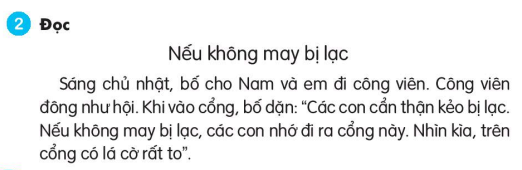 2 Đọc
Nếu không may bị lạc
Sáng chủ nhật, bố cho Nam và em đi công viên. Công viên
đông như hội. Khi vào cổng, bố dặn: “Các con cẩn thận kẻo bị lạc.
Nếu không may bị lạc, các con nhớ đi ra cổng này. Nhìn kìa, trên
cổng có lá cờ rất to”.